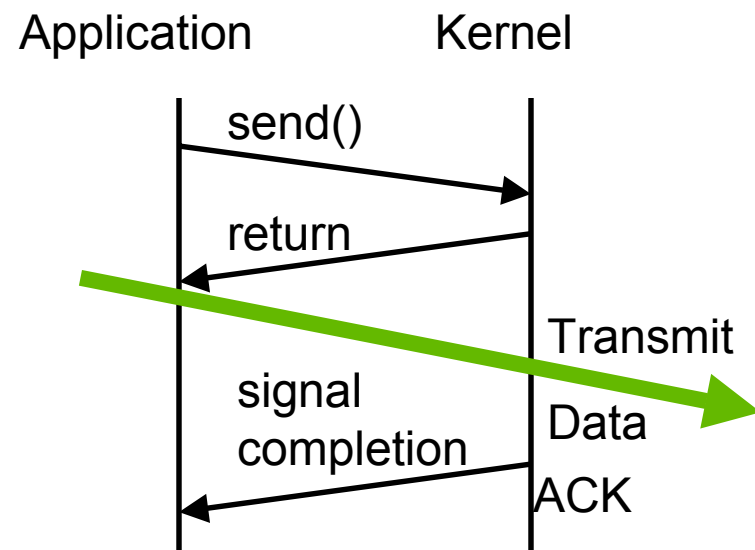 Application
Kernel
send()
return
Transmit
signal
completion
Data
ACK